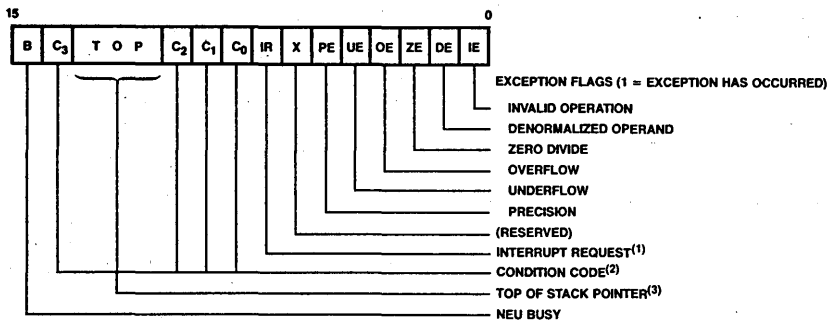 15 0
B C3 T O P C2 C1 C0 IR X PE UE OE ZE DE IE
EXCEPTION FLAGS (1 = EXCEPTION HAS OCCURRED)
INVALID OPERATION
DENORMALIZED OPERAND
ZERO DIVIDE
OVERFLOW
UNDERFLOW
PRECISION
(RESERVED)
INTERRUPT REQUEST(1)
CONDITION CODE(2)
TOP OF STACK POINTER(3)
NEU BUSY